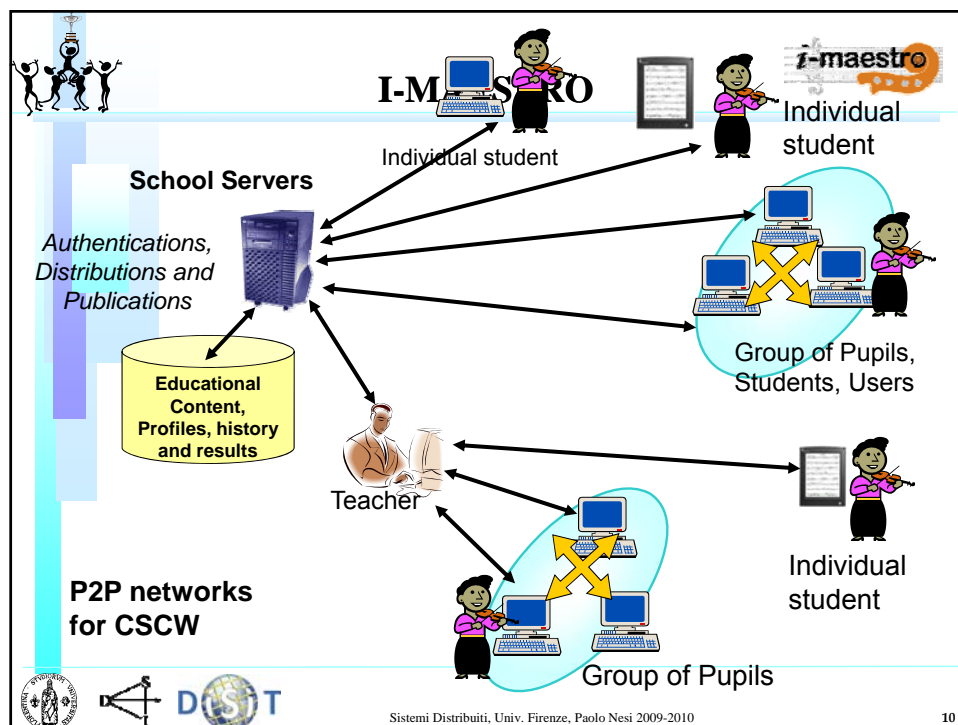 I-MAESTRO
i-maestro
Individual student
Individual
student
School Servers
Authentications,
Distributions and
Publications
Educational
Content,
Profiles, history
and results
Group of Pupils,
Students, Users
Teacher
Individual
student
P2P networks
for CSCW
Group of Pupils
DISIT
Sistemi Distribuiti, Univ. Firenze, Paolo Nesi 2009-2010
10